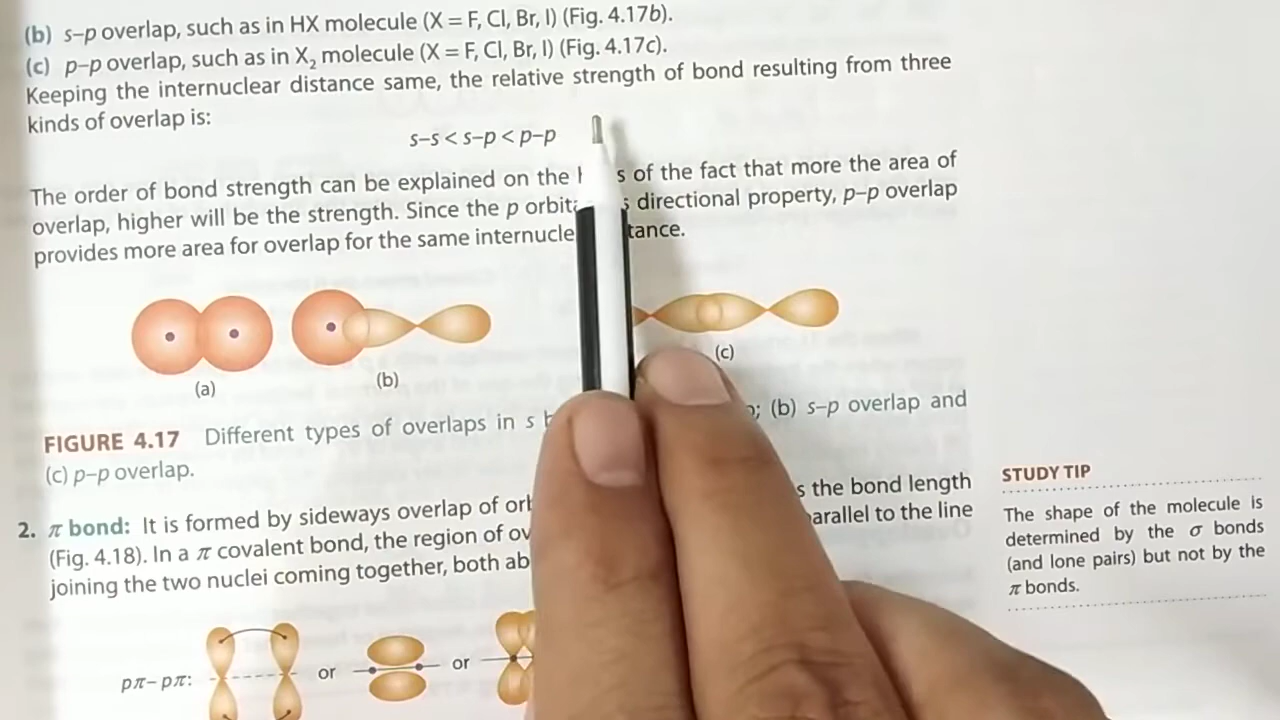 (b) s–p overlap, such as in HX molecule (X = F, Cl, Br, I) (Fig. 4.17b).
(c) p–p overlap, such as in X₂ molecule (X = F, Cl, Br, I) (Fig. 4.17c).
Keeping the internuclear distance same, the relative strength of bond resulting from three
kinds of overlap is:
s–s < s–p < p–p
The order of bond strength can be explained on the of the fact that more the area of
overlap, higher will be the strength. Since the p directional property, p–p overlap
provides more area for overlap for the same
(a)
(b)
(c)
FIGURE 4.17 Different types of overlaps in s ; (b) s–p overlap and
(c) p–p overlap.
2. π bond: It is formed by sideways overlap of the bond length
(Fig. 4.18). In a π covalent bond, the region of to the line
joining the two nuclei coming together, both
pπ–pπ:
or
or
STUDY TIP
The shape of the molecule is
determined by the σ bonds
(and lone pairs) but not by the
π bonds.